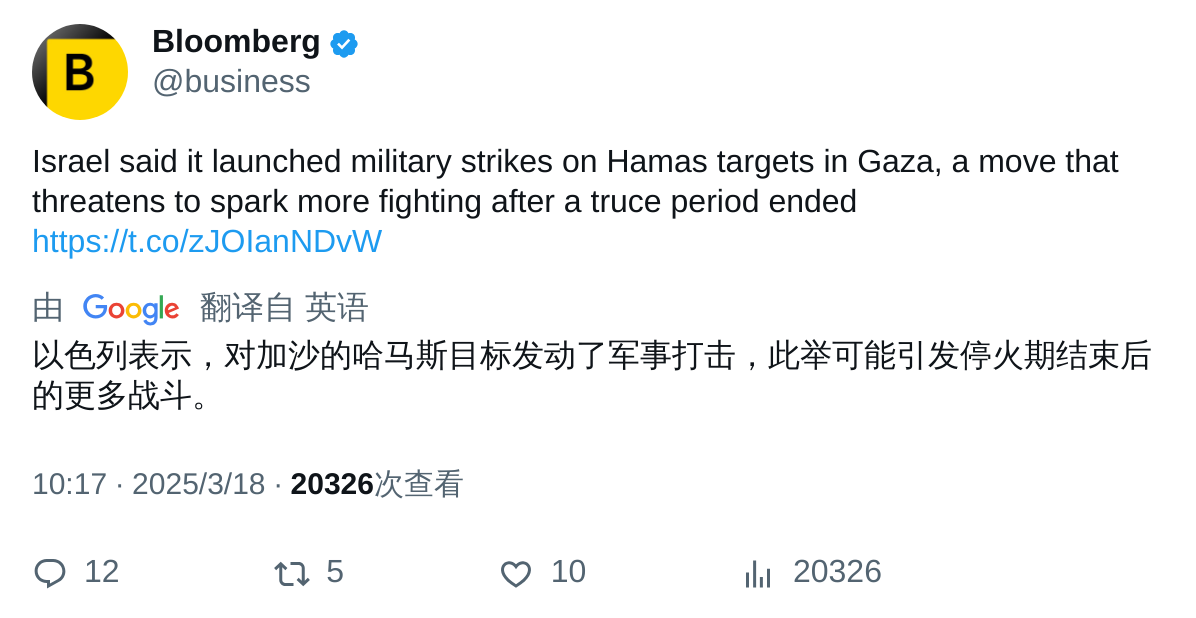 B
Bloomberg
@business
Israel said it launched military strikes on Hamas targets in Gaza, a move that
threatens to spark more fighting after a truce period ended
https://t.co/zJOIanNDvW
由 Google 翻译自 英语
以色列表示，对加沙的哈马斯目标发动了军事打击，此举可能引发停火期结束后
的更多战斗。
10:17 · 2025/3/18 · 20326次查看
12 5 10 20326